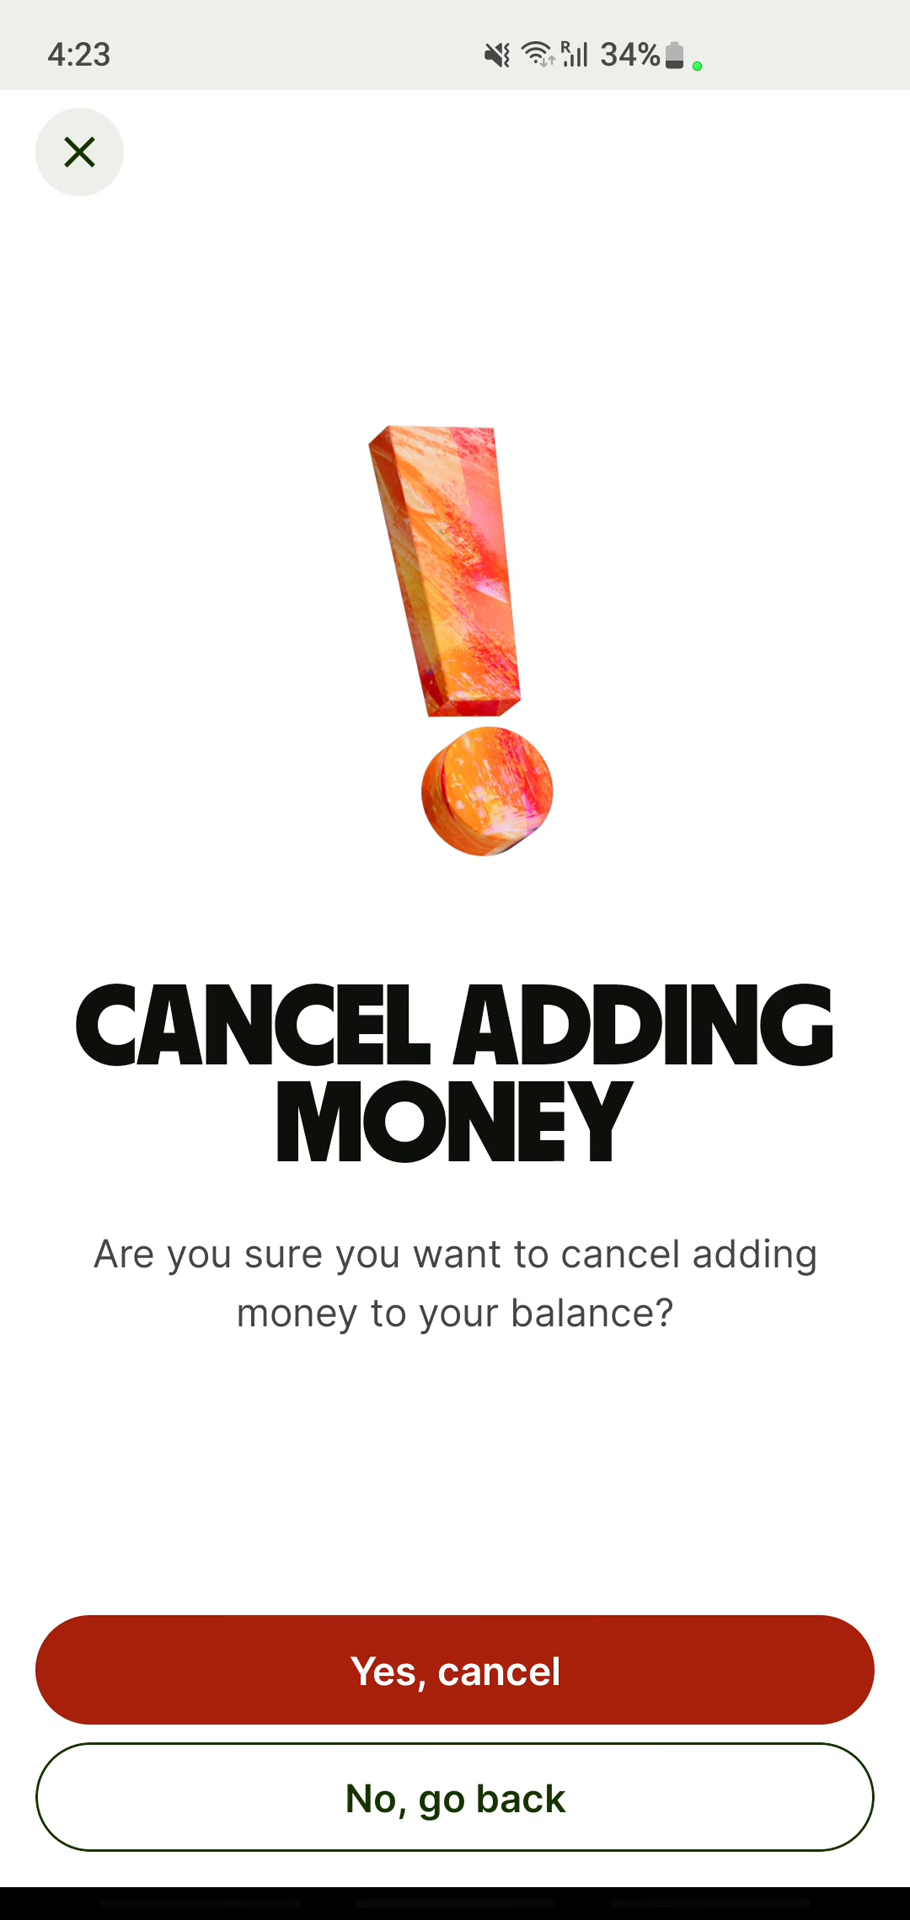 4:23
R
34%
CANCEL ADDING
MONEY
Are you sure you want to cancel adding
money to your balance?
Yes, cancel
No, go back